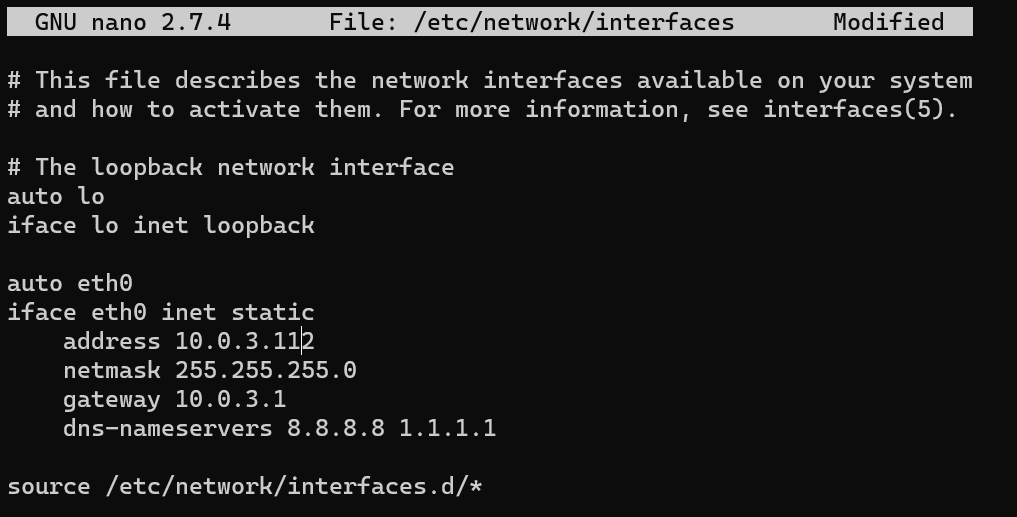 GNU nano 2.7.4 File: /etc/network/interfaces Modified
# This file describes the network interfaces available on your system
# and how to activate them. For more information, see interfaces(5).
# The loopback network interface
auto lo
iface lo inet loopback
auto eth0
iface eth0 inet static
address 10.0.3.112
netmask 255.255.255.0
gateway 10.0.3.1
dns-nameservers 8.8.8.8 1.1.1.1
source /etc/network/interfaces.d/*